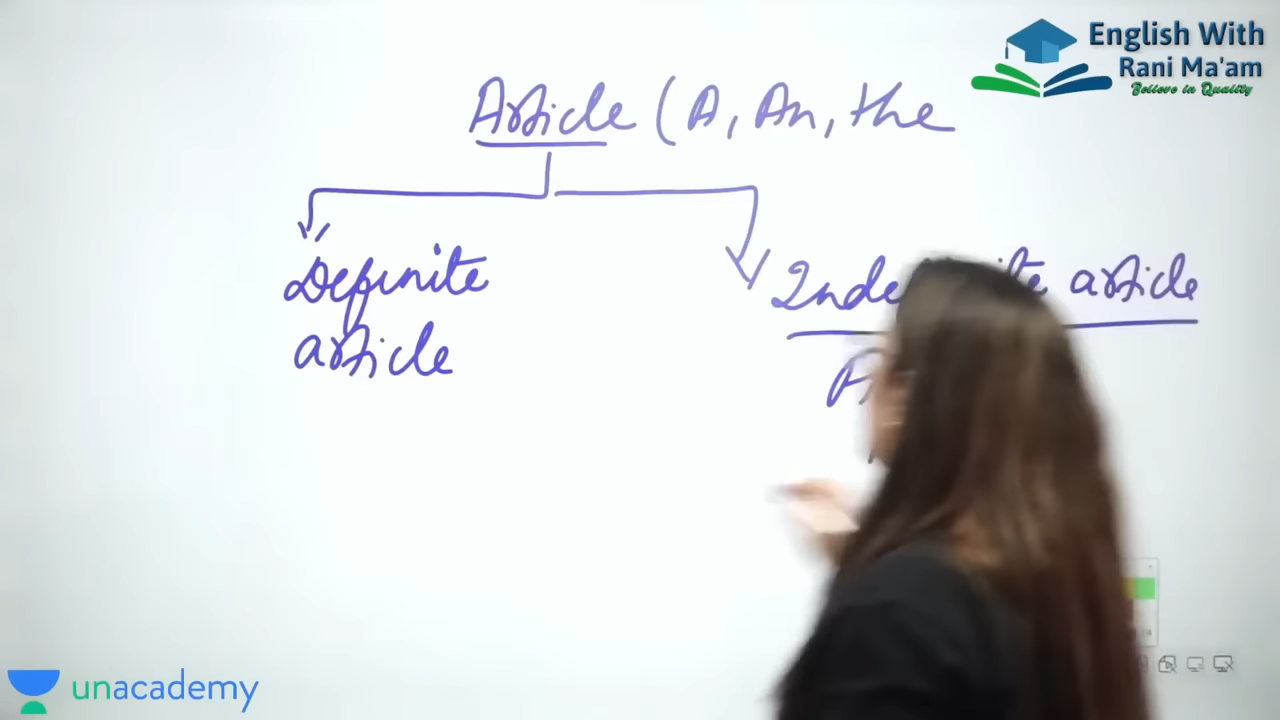 English With
Rani Ma'am
Believe in Quality
Article (A, An, the
Definite
article
article
unacademy